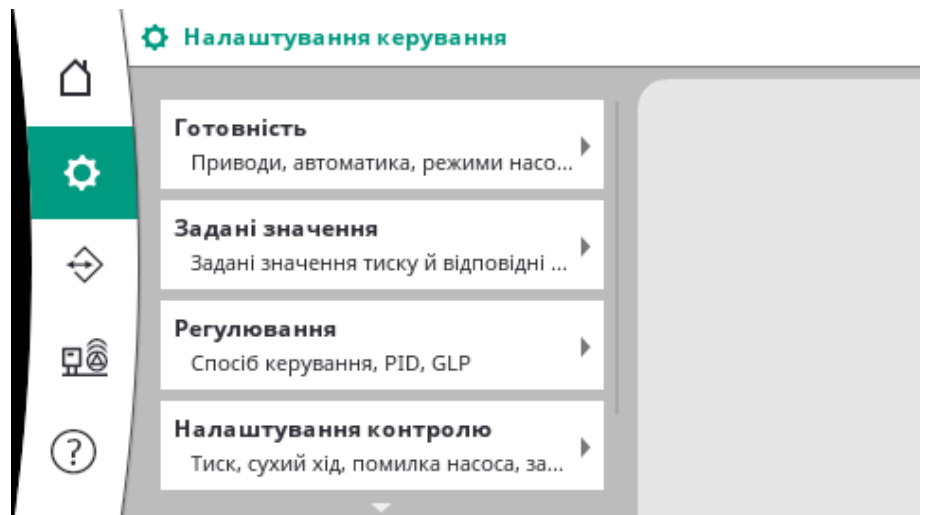 Налаштування керування
Готовність
Приводи, автоматика, режими насо...
Задані значення
Задані значення тиску й відповідні ...
Регулювання
Спосіб керування, PID, GLP
Налаштування контролю
Тиск, сухий хід, помилка насоса, за...
?